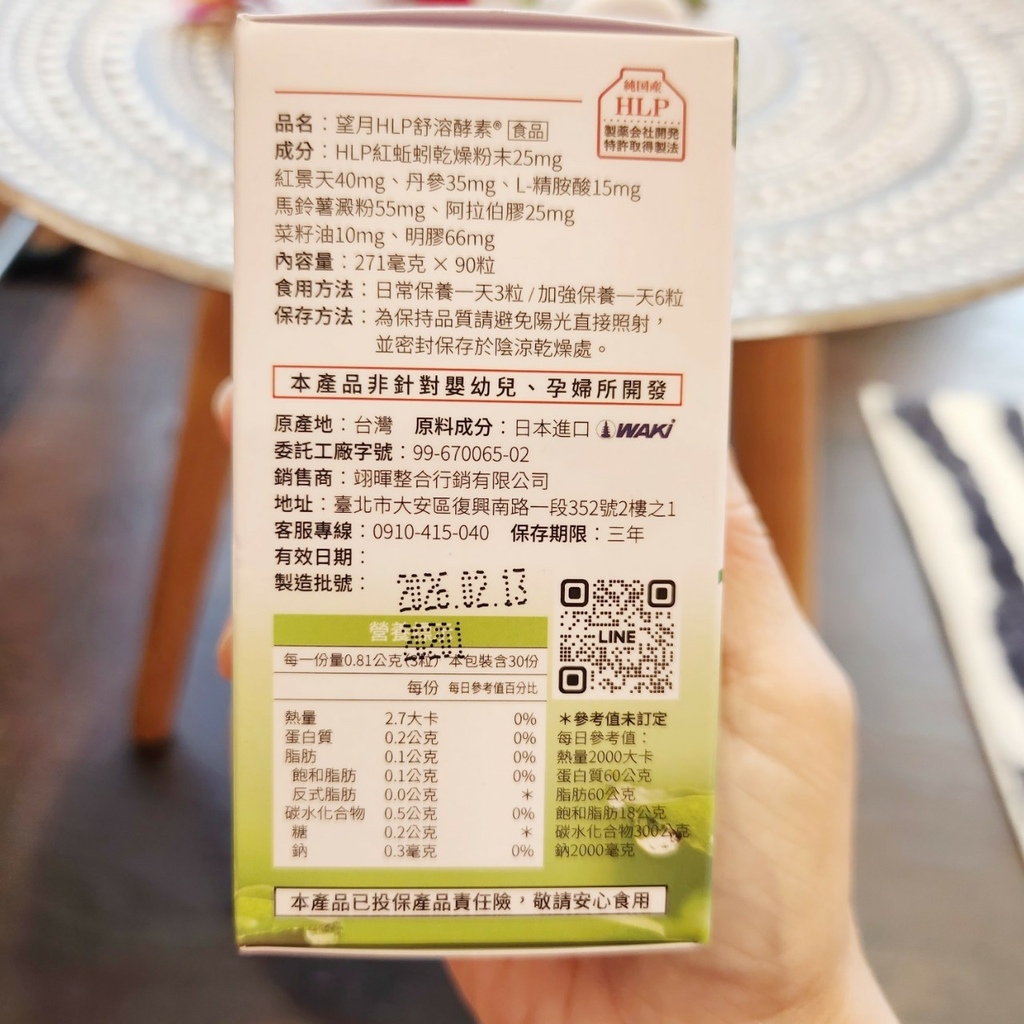 純国産
HLP
製薬会社開発
特許取得製法
品名：望月HLP舒溶酵素® 食品
成分：HLP紅蚯蚓乾燥粉末25mg
紅景天40mg、丹參35mg、L-精胺酸15mg
馬鈴薯澱粉55mg、阿拉伯膠25mg
菜籽油10mg、明膠66mg
內容量：271毫克 × 90粒
食用方法：日常保養一天3粒 / 加強保養一天6粒
保存方法：為保持品質請避免陽光直接照射，
並密封保存於陰涼乾燥處。
本產品非針對嬰幼兒、孕婦所開發
原產地：台灣 原料成分：日本進口 WAKi
委託工廠字號：99-670065-02
銷售商：翊暉整合行銷有限公司
地址：臺北市大安區復興南路一段352號2樓之1
客服專線：0910-415-040 保存期限：三年
有效日期：
製造批號：
2026.02.13
20201
LINE
每一份量0.81公克(3粒) 本包裝含30份
每份 每日參考值百分比
熱量 2.7大卡 0%
蛋白質 0.2公克 0%
脂肪 0.1公克 0%
飽和脂肪 0.1公克 0%
反式脂肪 0.0公克 *
碳水化合物 0.5公克 0%
糖 0.2公克 *
鈉 0.3毫克 0%
＊參考值未訂定
每日參考值：
熱量2000大卡
蛋白質60公克
脂肪60公克
飽和脂肪18公克
碳水化合物300公克
鈉2000毫克
本產品已投保產品責任險，敬請安心食用